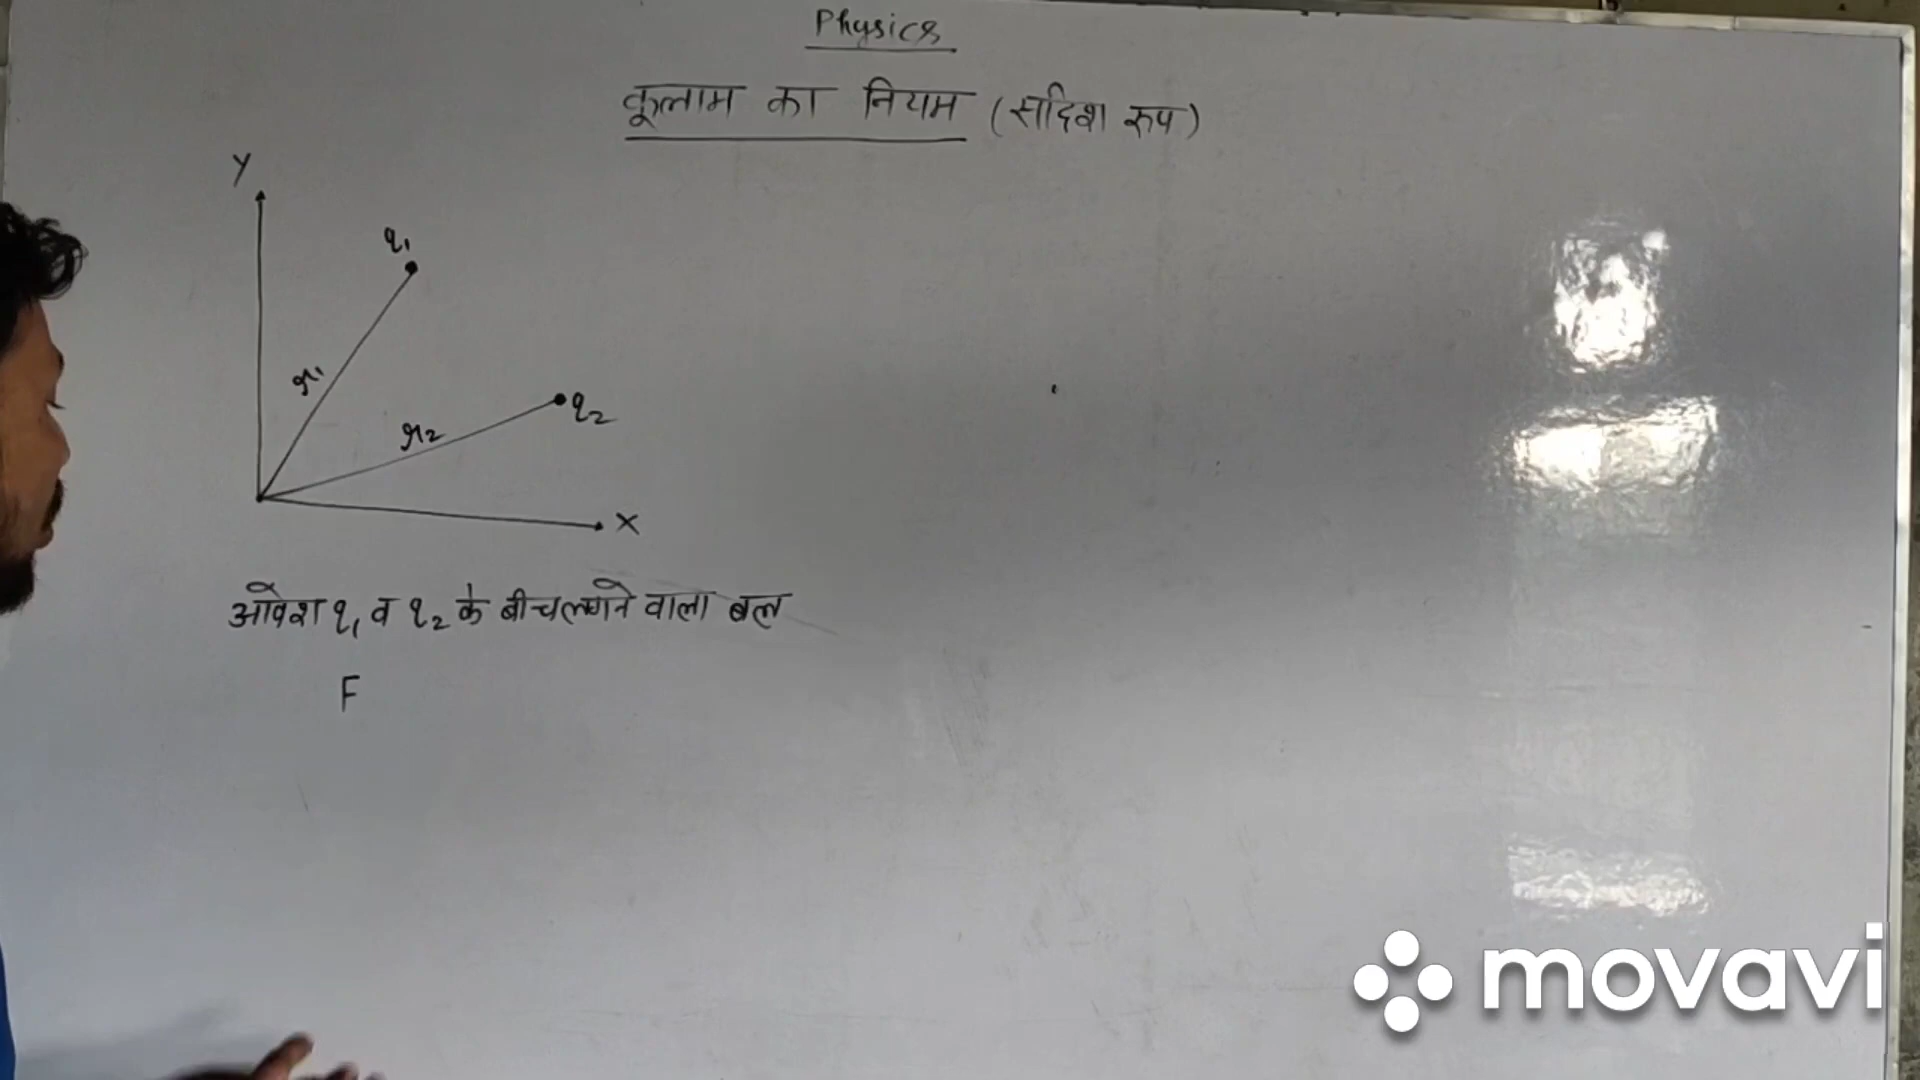 Physics
कूलाम का नियम (सदिश रूप)
Y
q₁
r₁
q₂
r₂
X
आवेश q₁ व q₂ के बीच लगने वाला बल
F
movavi